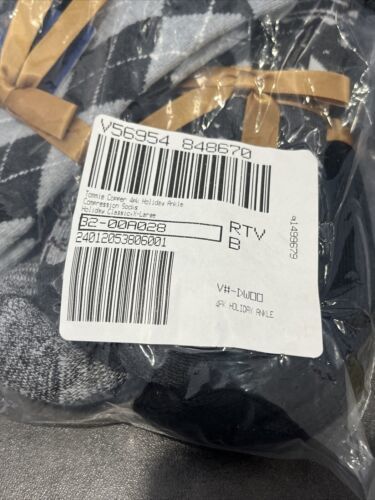 V56954 848670
Tommie Copper 4pk Holiday Ankle
Compression Socks
Holiday Classic-X-Large
B2-00A028
24012053806001
RTV
B
a1499679
V#-DW00
4PK HOLIDAY ANKLE